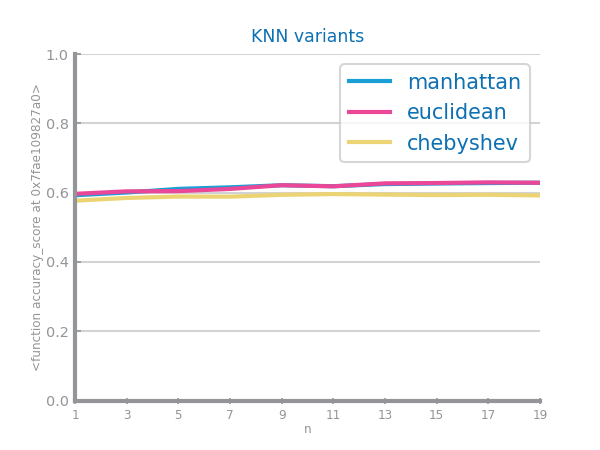 KNN variants
1.0
0.8
0.6
0.4
0.2
0.0
<function accuracy_score at 0x7fae109827a0>
manhattan
euclidean
chebyshev
1 3 5 7 9 11 13 15 17 19
n